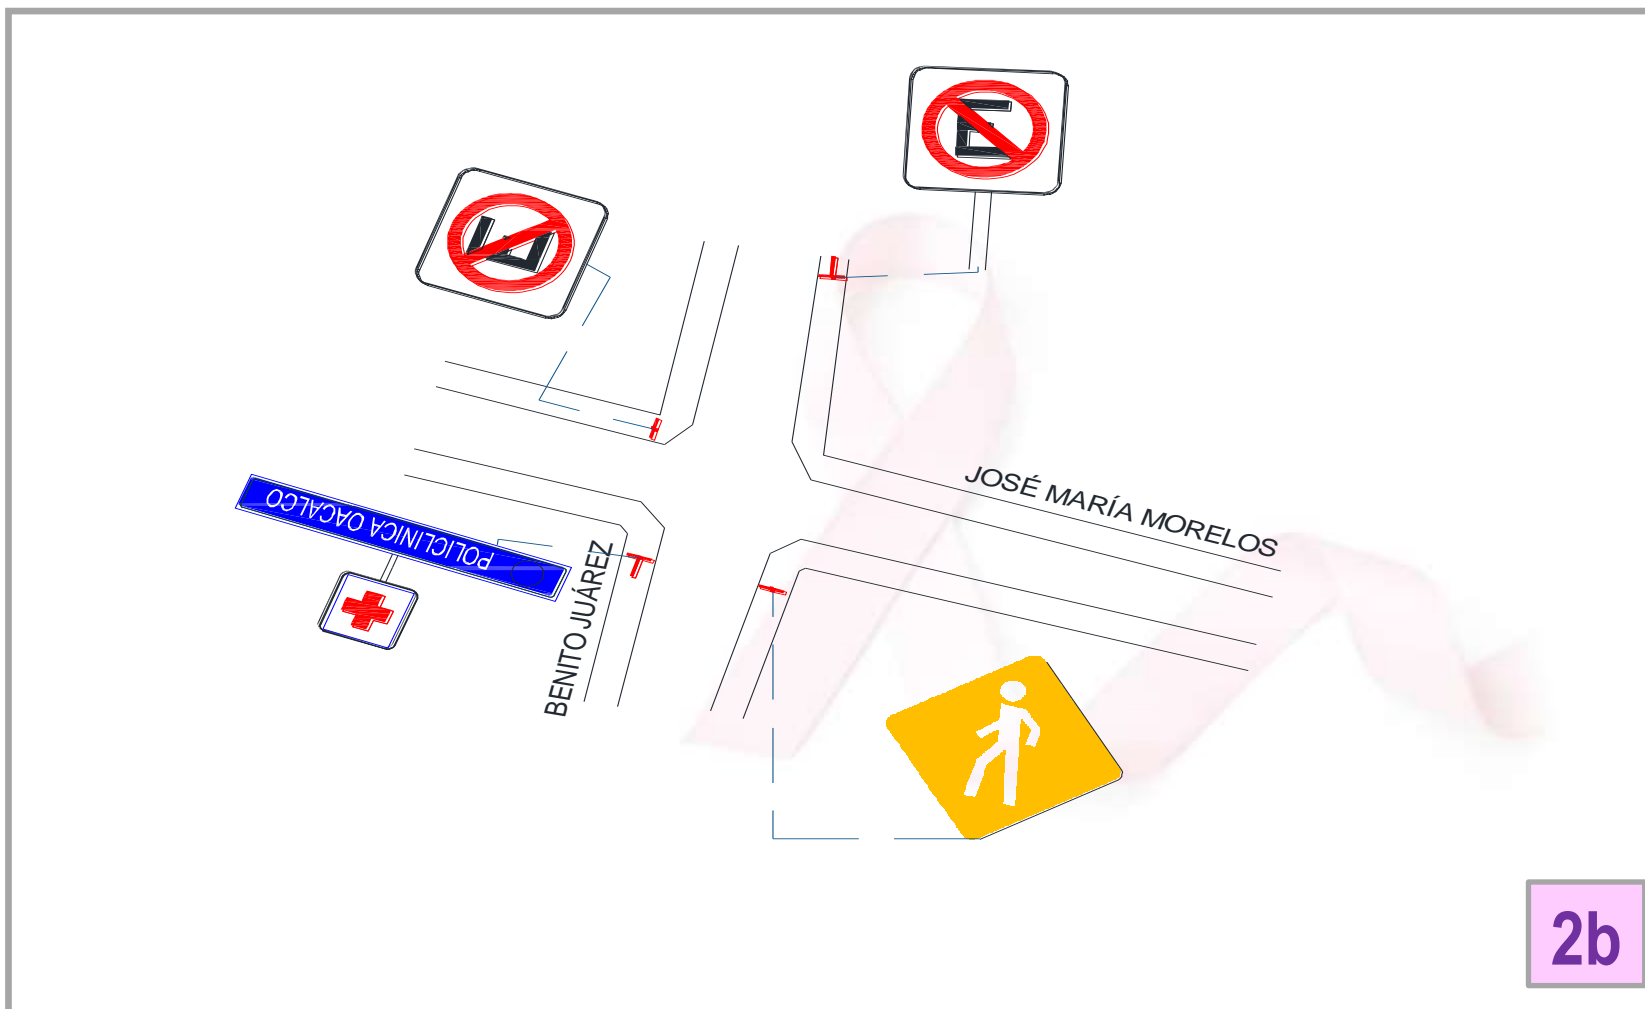 E
E
JOSÉ MARÍA MORELOS
POLICLINICA OACALCO
BENITO JUÁREZ
2b